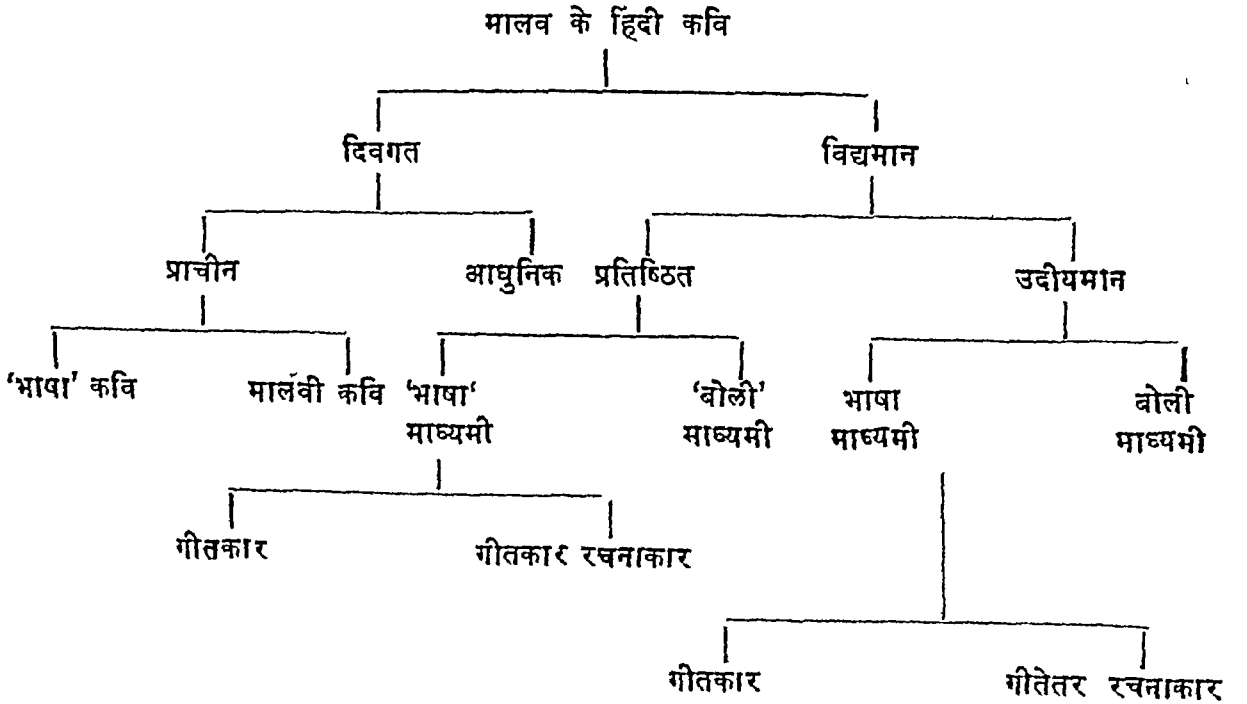 मालव के हिंदी कवि
दिवगत
विद्यमान
प्राचीन
आधुनिक
प्रतिष्ठित
उदीयमान
'भाषा' कवि
मालवी कवि
'भाषा'
माध्यमी
'बोली'
माध्यमी
भाषा
माध्यमी
बोली
माध्यमी
गीतकार
गीतकार रचनाकार
गीतकार
गीतेतर रचनाकार